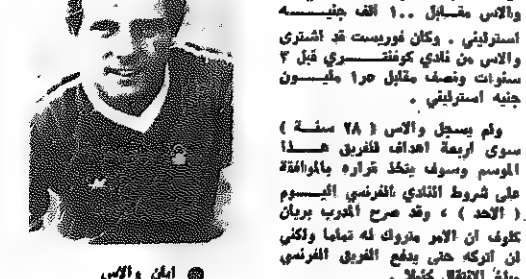 والاس مقابل ١٠٠ ألف جنيه
استرليني . وكان فوريست قد اشترى
والاس من نادي كوفنتري قبل ٣
سنوات ونصف مقابل ١ر٥ مليون
جنيه استرليني .
ولم يسجل والاس ( ٢٨ سنة )
سوى اربعة اهداف للفريق هذا
الموسم وسوف يتخذ قراره بالموافقة
على شروط النادي الفرنسي اليوم
( الاحد ) ، وقد صرح المدرب بريان
كلوف ان الامر متروك له تماما ولكني
لن اتركه حتى يدفع الفريق الفرنسي
مبلغ الانتقال كاملا .
● ايان والاس